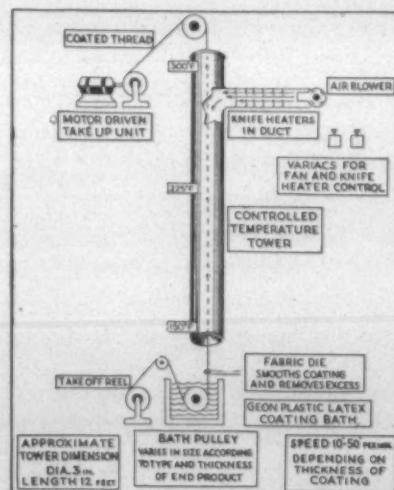 COATED THREAD
300°F
AIR BLOWER
MOTOR DRIVEN
TAKE UP UNIT
KNIFE HEATERS
IN DUCT
VARIACS FOR
FAN AND KNIFE
HEATER CONTROL
225°F
CONTROLLED
TEMPERATURE
TOWER
150°F
FABRIC DIE
SMOOTHS COATING
AND REMOVES EXCESS
TAKE OFF REEL
GEON PLASTIC LATEX
COATING BATH
APPROXIMATE
TOWER DIMENSION
DIA. 3 IN.
LENGTH 12 FEET
BATH PULLEY
VARIES IN SIZE ACCORDING
TO TYPE AND THICKNESS
OF END PRODUCT
SPEED 10-50 PER MIN.
DEPENDING ON
THICKNESS OF
COATING